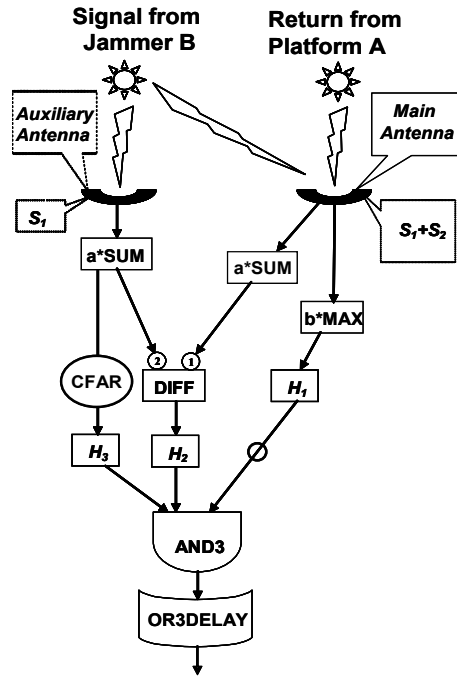 Signal from
Jammer B
Return from
Platform A
Auxiliary
Antenna
Main
Antenna
S1
S1+S2
a*SUM
a*SUM
b*MAX
2
1
CFAR
DIFF
H1
H3
H2
AND3
OR3DELAY